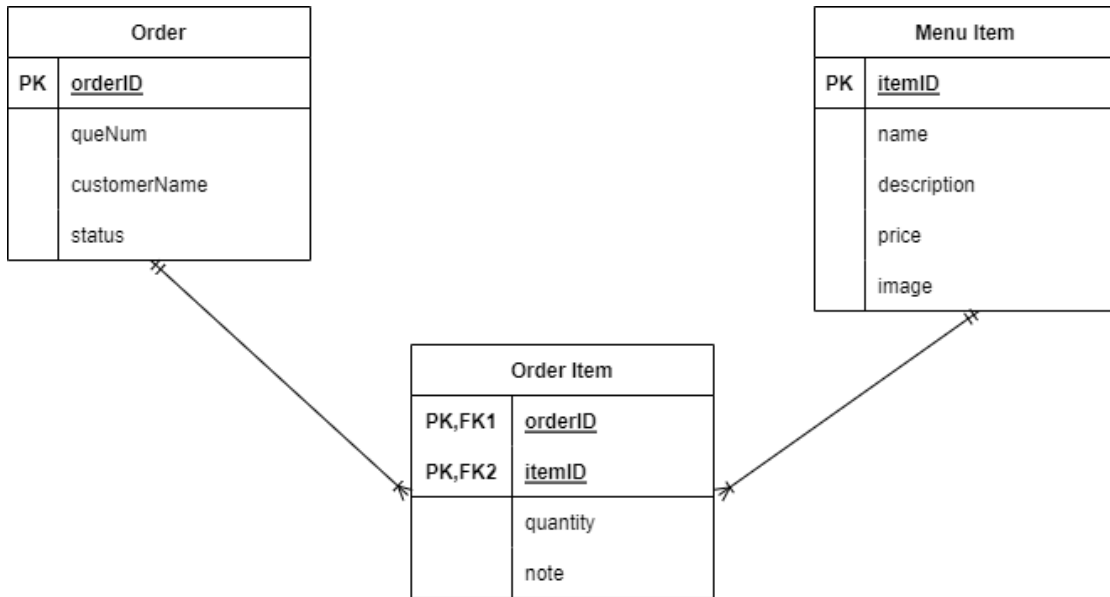 Order
PK orderID
queNum
customerName
status
Menu Item
PK itemID
name
description
price
image
Order Item
PK,FK1 orderID
PK,FK2 itemID
quantity
note